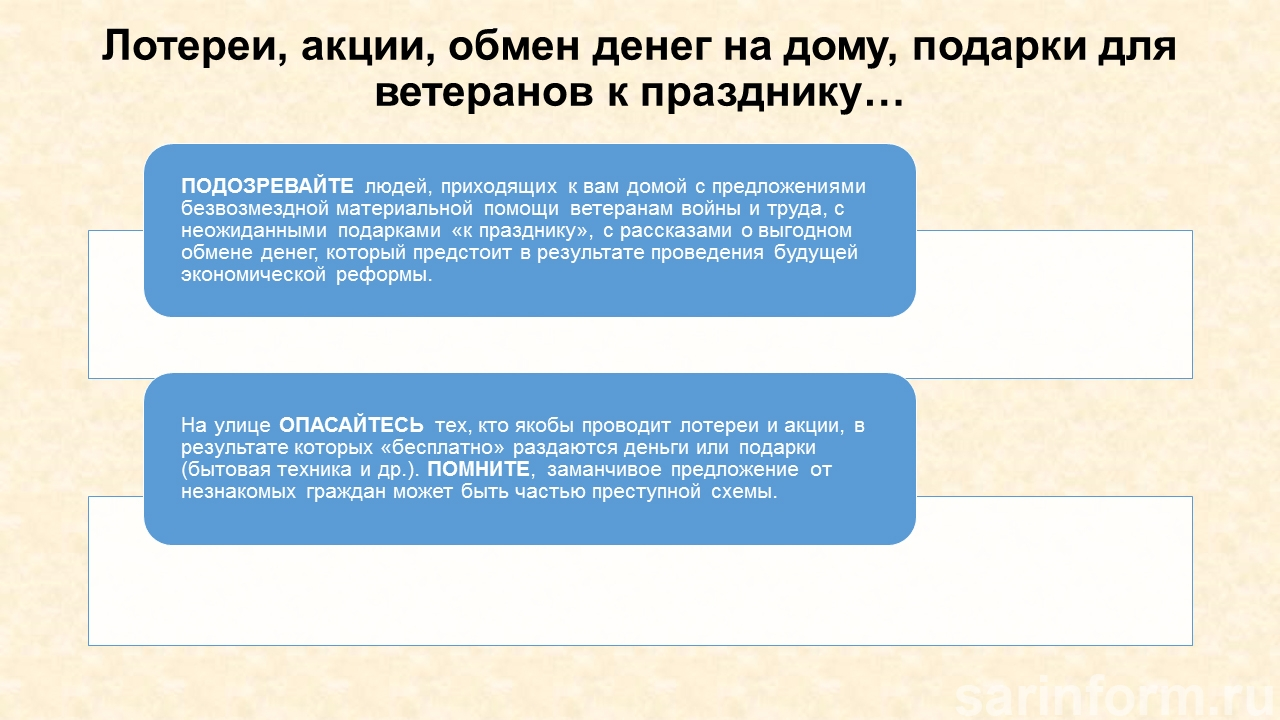 Лотереи, акции, обмен денег на дому, подарки для
ветеранов к празднику…
ПОДОЗРЕВАЙТЕ людей, приходящих к вам домой с предложениями
безвозмездной материальной помощи ветеранам войны и труда, с
неожиданными подарками «к празднику», с рассказами о выгодном
обмене денег, который предстоит в результате проведения будущей
экономической реформы.
На улице ОПАСАЙТЕСЬ тех, кто якобы проводит лотереи и акции, в
результате которых «бесплатно» раздаются деньги или подарки
(бытовая техника и др.). ПОМНИТЕ, заманчивое предложение от
незнакомых граждан может быть частью преступной схемы.
sarinform.ru